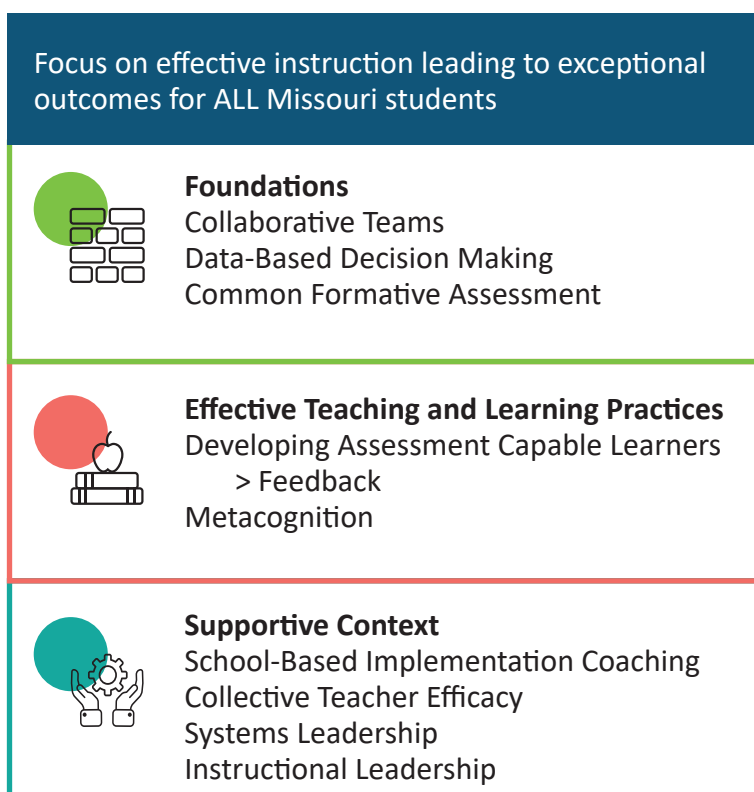 Focus on effective instruction leading to exceptional
outcomes for ALL Missouri students
Foundations
Collaborative Teams
Data-Based Decision Making
Common Formative Assessment
Effective Teaching and Learning Practices
Developing Assessment Capable Learners
> Feedback
Metacognition
Supportive Context
School-Based Implementation Coaching
Collective Teacher Efficacy
Systems Leadership
Instructional Leadership